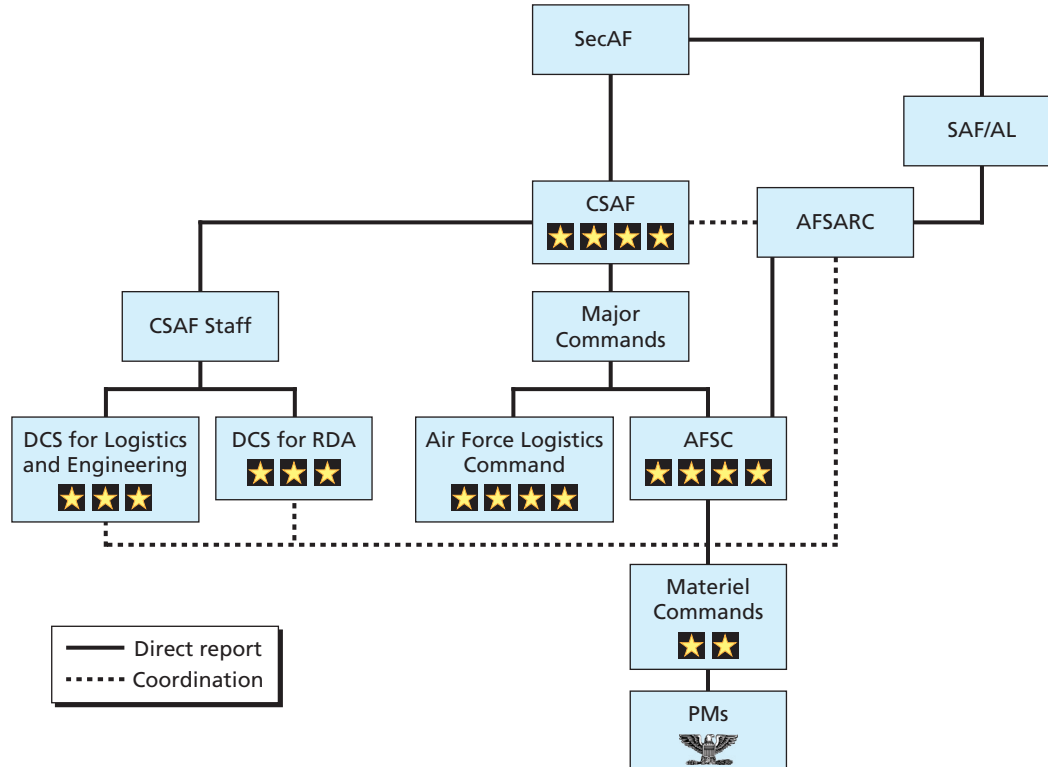 SecAF
SAF/AL
CSAF
AFSARC
CSAF Staff
Major
Commands
DCS for Logistics
and Engineering
DCS for RDA
Air Force Logistics
Command
AFSC
Materiel
Commands
PMs
Direct report
Coordination